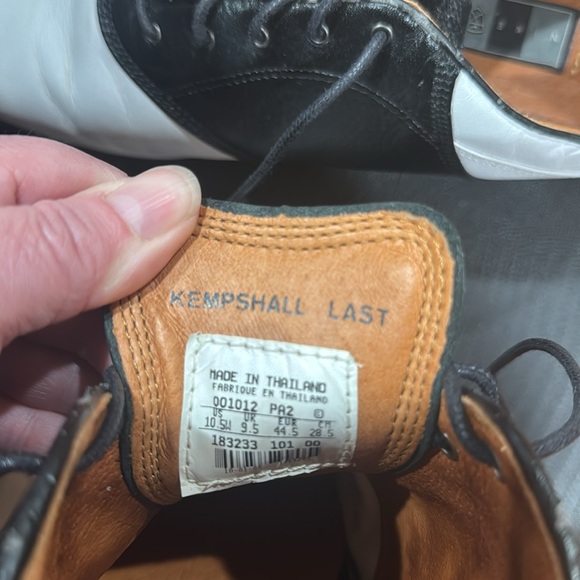 KEMPSHALL LAST
MADE IN THAILAND
FABRIQUE EN THAILAND
001012 PA2 ©
US UK EUR CM
10.5W 9.5 44.5 28.5
183233 101 00